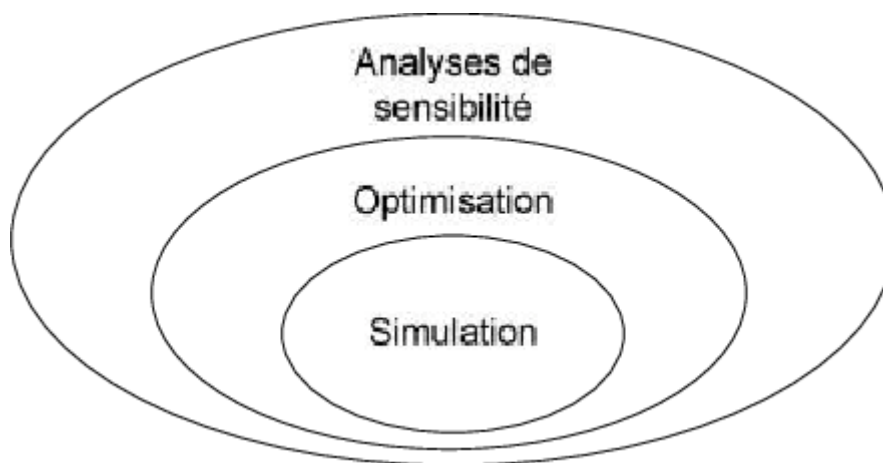 Analyses de
sensibilité
Optimisation
Simulation